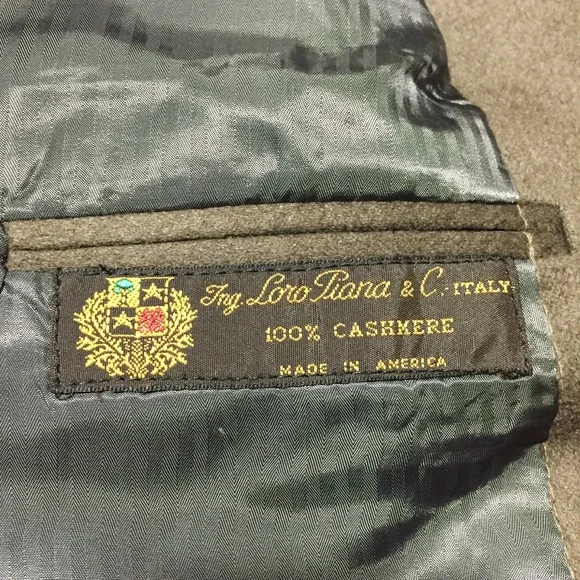 Ing. Loro Piana & C.-ITALY
100% CASHMERE
MADE IN AMERICA